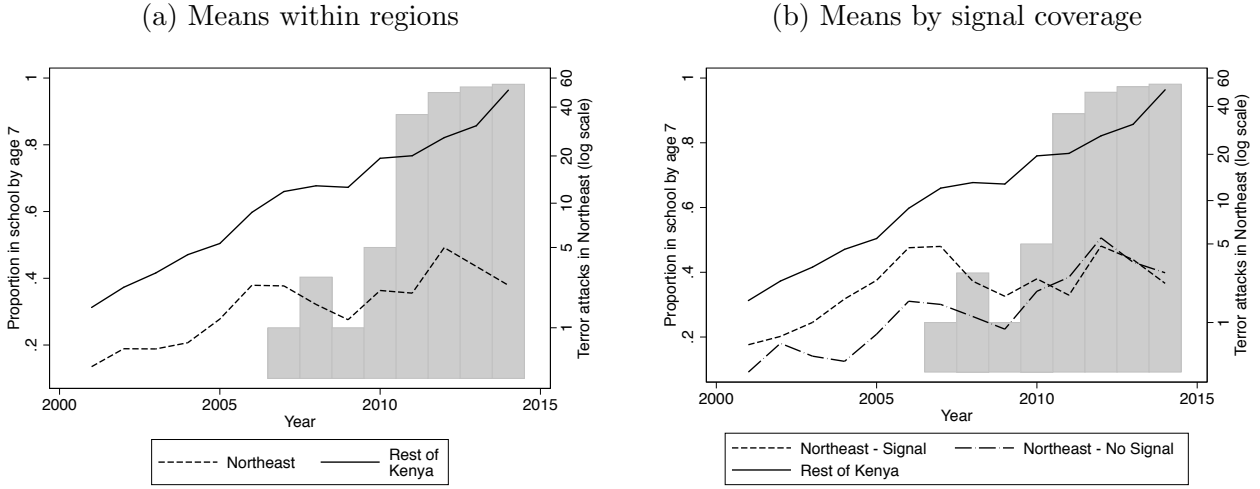 (a) Means within regions
Proportion in school by age 7
1
.8
.6
.4
.2
60
40
20
10
5
1
Terror attacks in Northeast (log scale)
2000
2005
2010
2015
Year
Northeast
Rest of
Kenya
(b) Means by signal coverage
Proportion in school by age 7
1
.8
.6
.4
.2
60
40
20
10
5
1
Terror attacks in Northeast (log scale)
2000
2005
2010
2015
Year
Northeast - Signal
Northeast - No Signal
Rest of Kenya